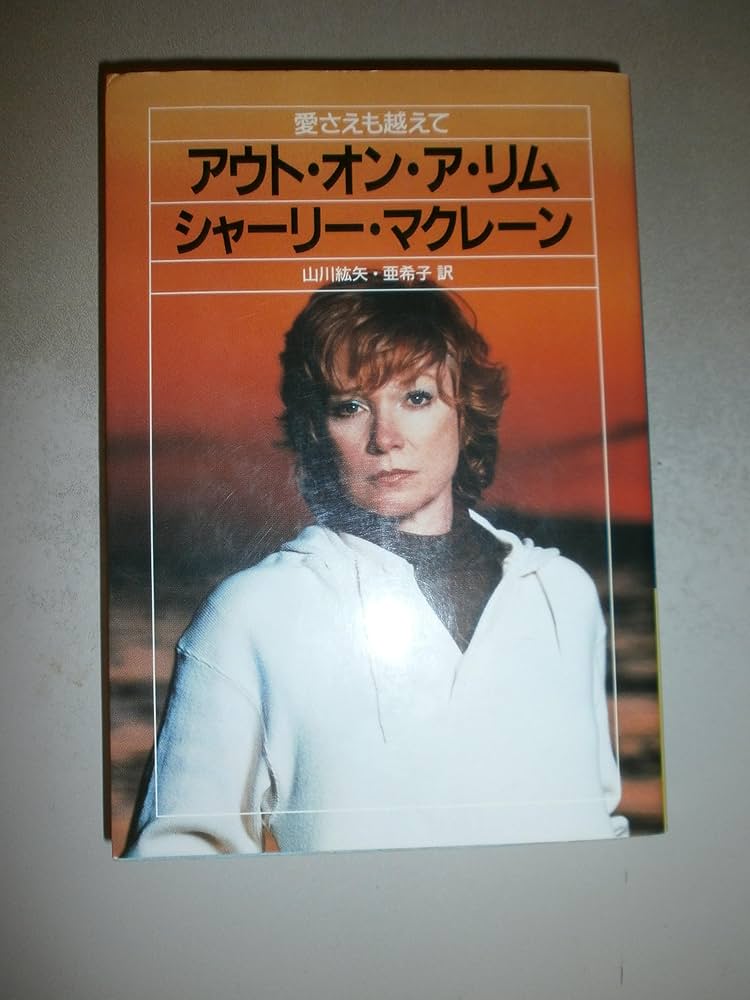 愛さえも越えて
アウト・オン・ア・リム
シャーリー・マクレーン
山川紘矢・亜希子 訳